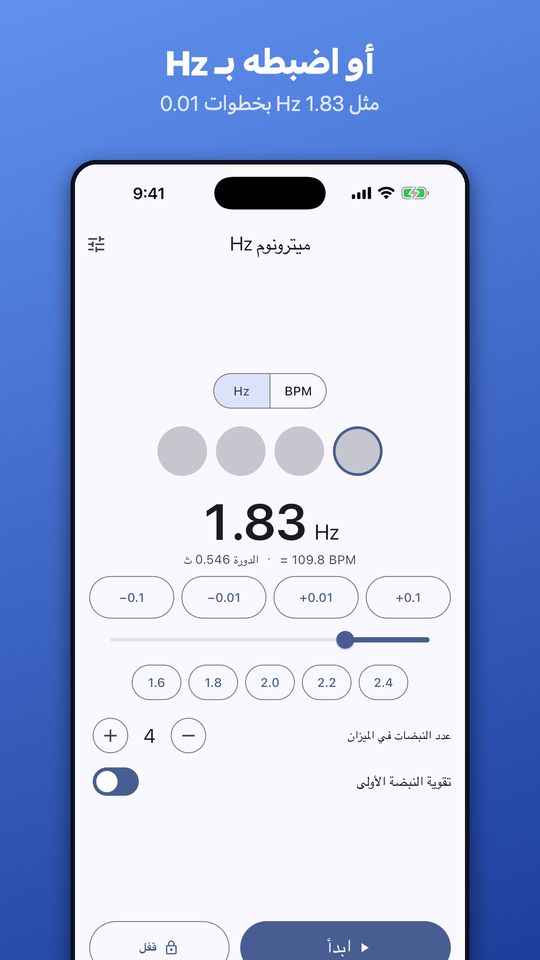 أو اضبطه بـ Hz
مثل 1.83 Hz بخطوات 0.01
9:41
ميترونوم Hz
BPM
Hz
1.83 Hz
= 109.8 BPM · الدورة 0.546 ث
−0.1
−0.01
+0.01
+0.1
1.6
1.8
2.0
2.2
2.4
عدد النبضات في الميزان
− 4 +
تقوية النبضة الأولى
ابدأ
قفل